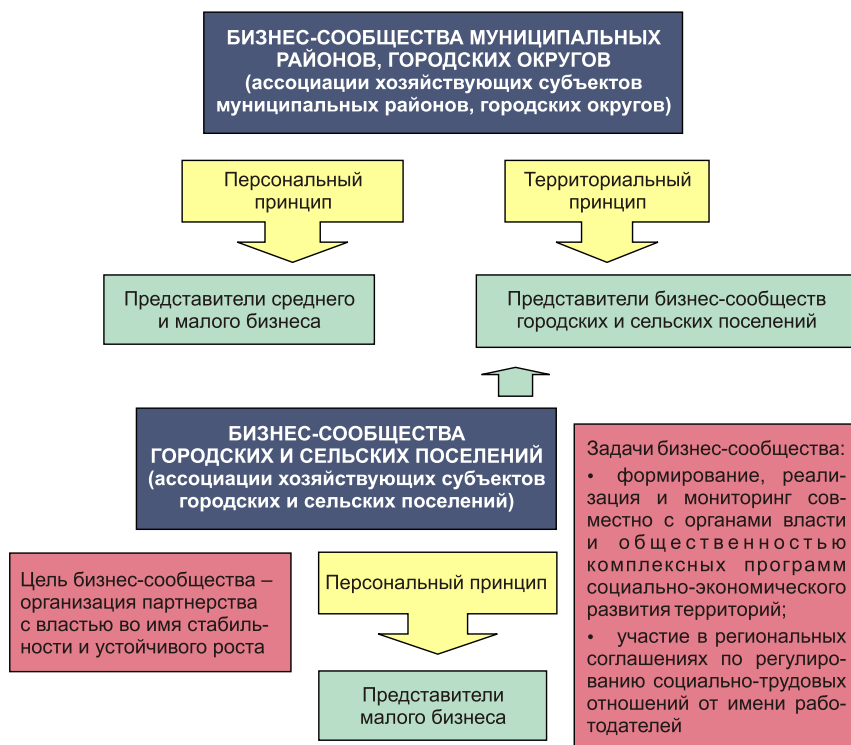 БИЗНЕС-СООБЩЕСТВА МУНИЦИПАЛЬНЫХ
РАЙОНОВ, ГОРОДСКИХ ОКРУГОВ
(ассоциации хозяйствующих субъектов
муниципальных районов, городских округов)
Персональный
принцип
Территориальный
принцип
Представители среднего
и малого бизнеса
Представители бизнес-сообществ
городских и сельских поселений
БИЗНЕС-СООБЩЕСТВА
ГОРОДСКИХ И СЕЛЬСКИХ ПОСЕЛЕНИЙ
(ассоциации хозяйствующих субъектов
городских и сельских поселений)
Цель бизнес-сообщества –
организация партнерства
с властью во имя стабиль-
ности и устойчивого роста
Персональный принцип
Представители
малого бизнеса
Задачи бизнес-сообщества:
• формирование, реали-
зация и мониторинг сов-
местно с органами власти
и общественностью
комплексных программ
социально-экономического
развития территорий;
• участие в региональных
соглашениях по регулиро-
ванию социально-трудовых
отношений от имени рабо-
тодателей